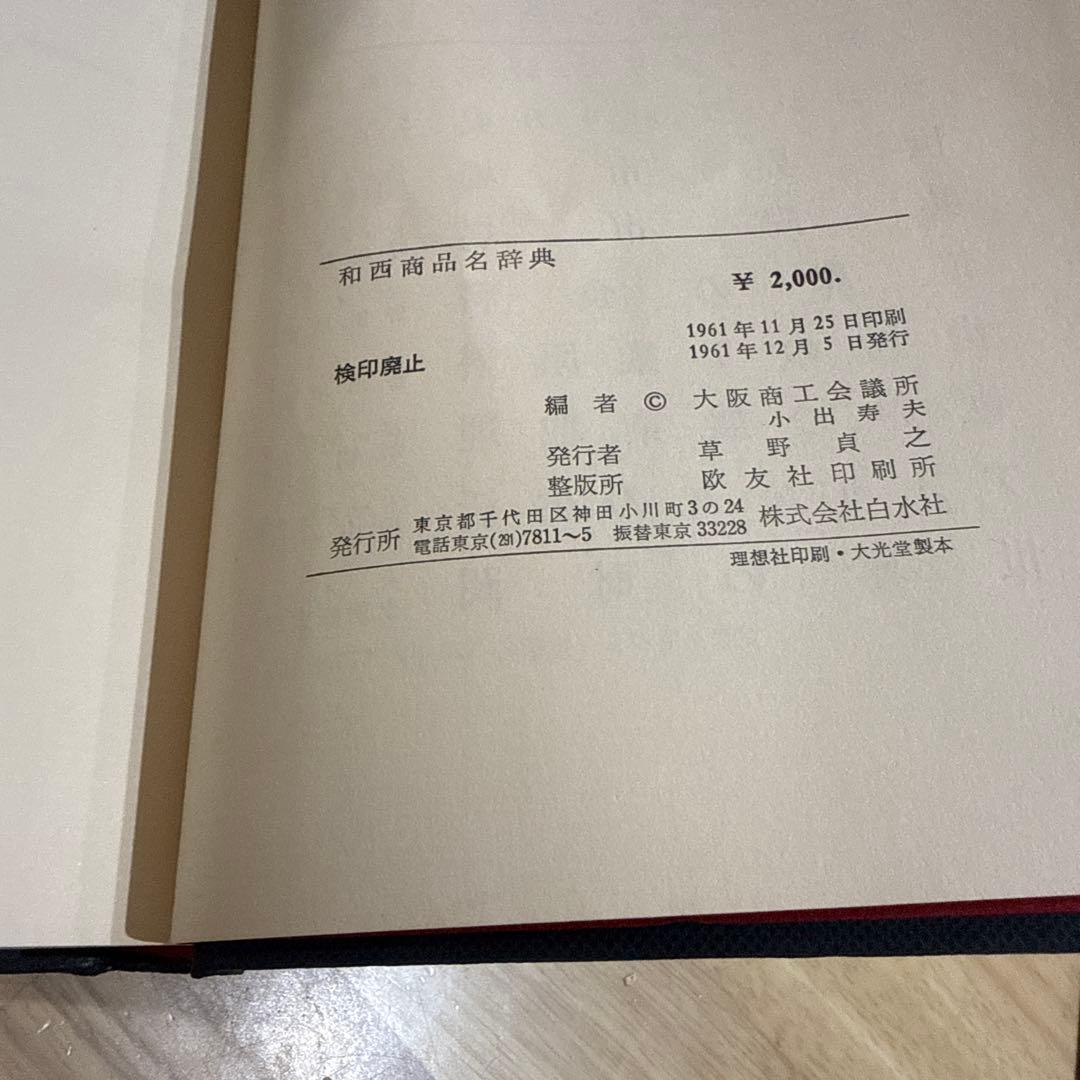 和西商品名辞典
¥ 2,000.
1961年11月25日印刷
1961年12月 5 日発行
検印廃止
編 者 © 大阪商工会議所
小出寿夫
発行者 草野貞之
整版所 欧友社印刷所
発行所 東京都千代田区神田小川町3の24 株式会社白水社
電話東京(291)7811〜5 振替東京 33228
理想社印刷・大光堂製本